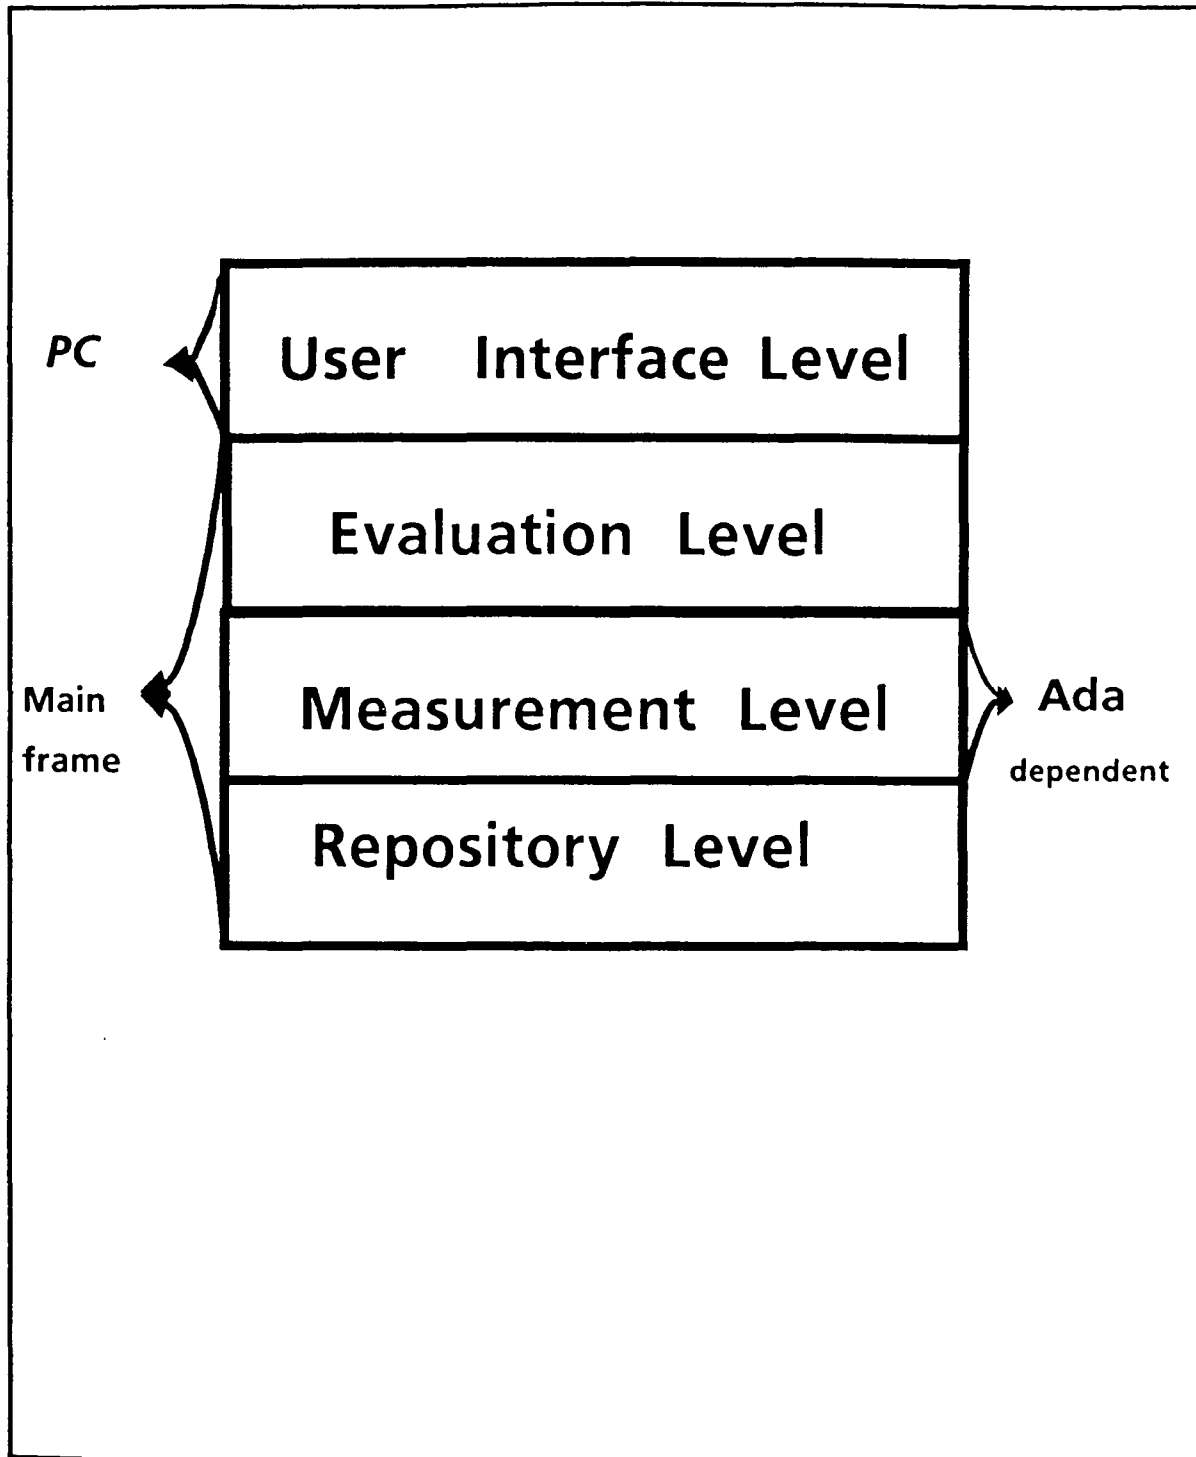 PC
User Interface Level
Evaluation Level
Measurement Level
Main
frame
Ada
dependent
Repository Level